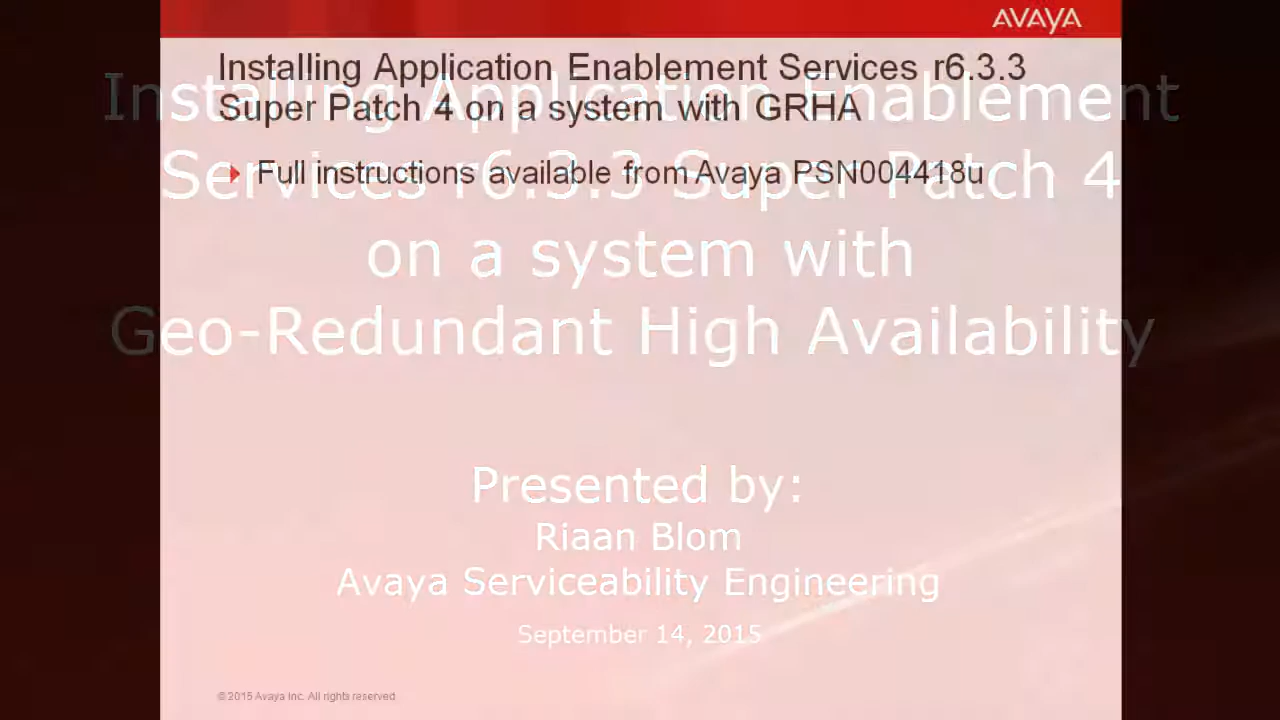 AVAYA
Installing Application Enablement Services r6.3.3
Super Patch 4 on a system with GRHA
Full instructions available from Avaya PSN004418u
Installing Application Enablement
Services r6.3.3 Super Patch 4
on a system with
Geo-Redundant High Availability
Presented by:
Riaan Blom
Avaya Serviceability Engineering
September 14, 2015
©2015 Avaya Inc. All rights reserved